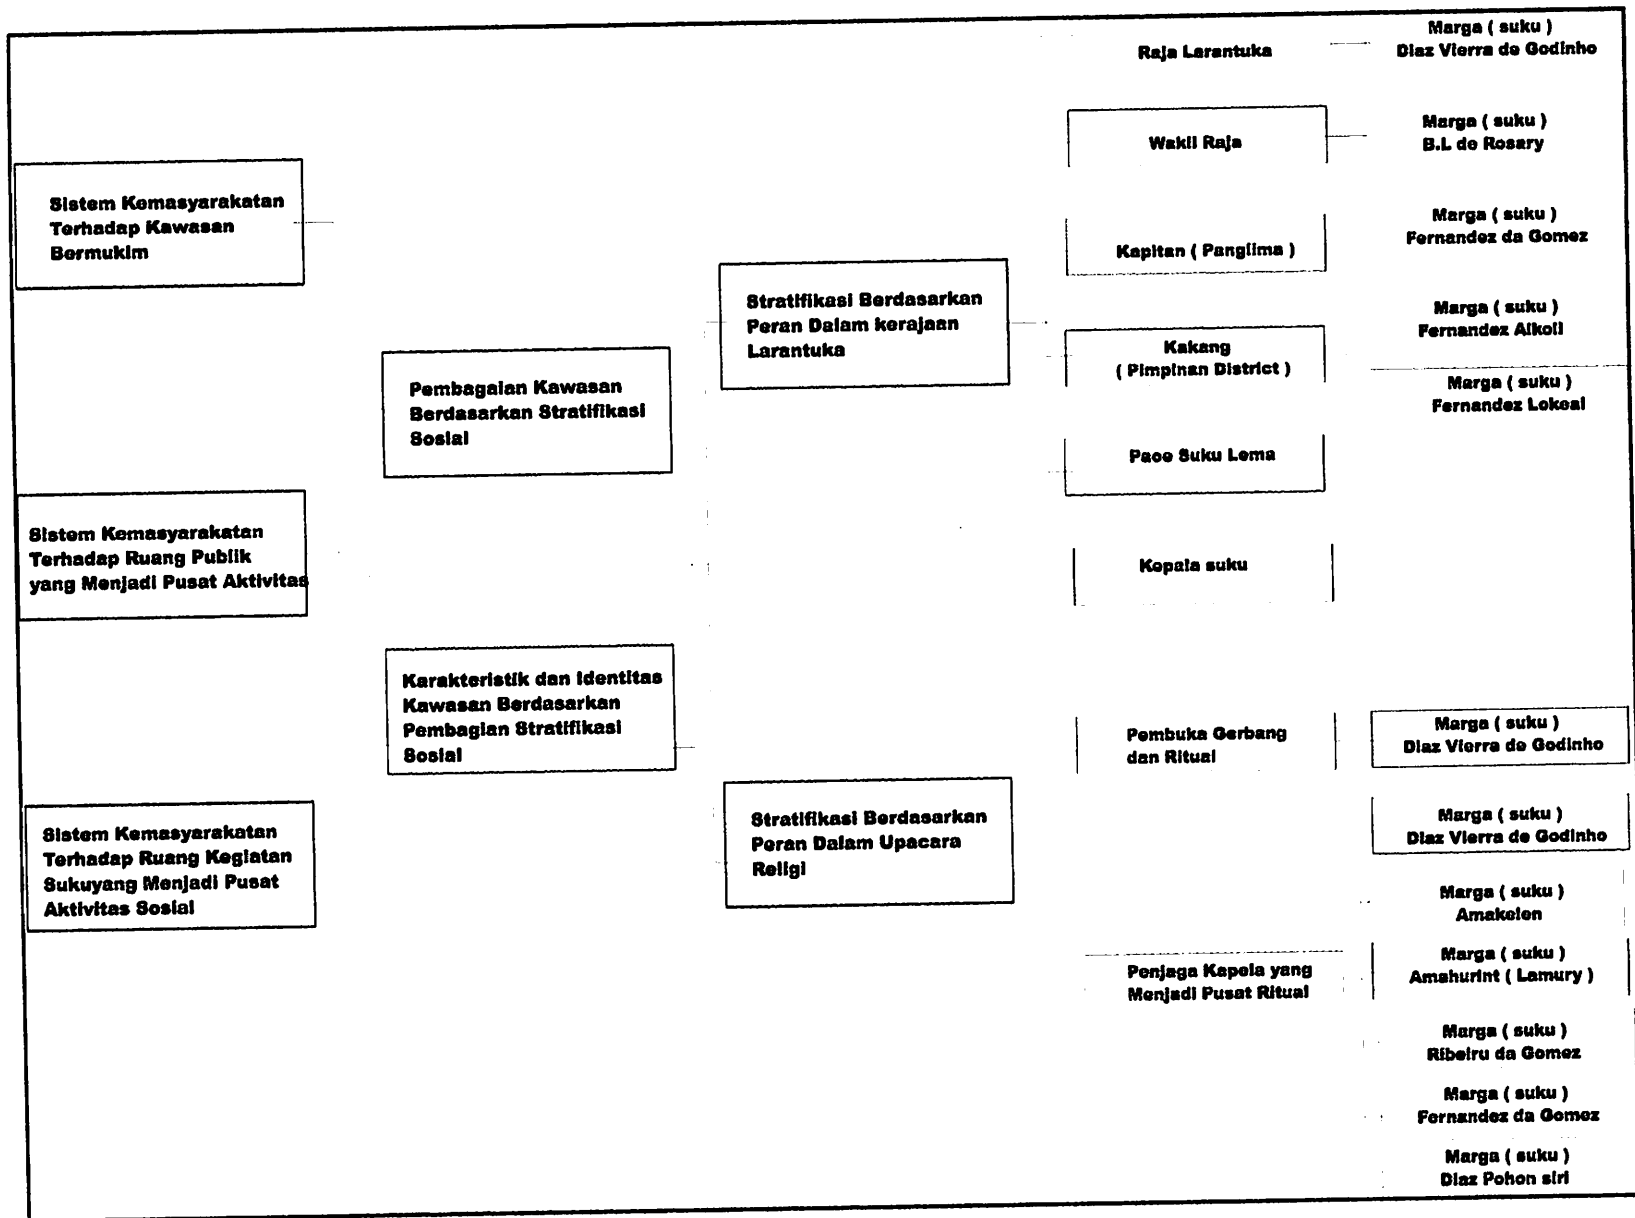 Sistem Kemasyarakatan
Terhadap Kawasan
Bermukim
Sistem Kemasyarakatan
Terhadap Ruang Publik
yang Menjadi Pusat Aktivitas
Sistem Kemasyarakatan
Terhadap Ruang Kegiatan
Sukuyang Menjadi Pusat
Aktivitas Sosial
Pembagaian Kawasan
Berdasarkan Stratifikasi
Sosial
Karakteristik dan Identitas
Kawasan Berdasarkan
Pembagian Stratifikasi
Sosial
Stratifikasi Berdasarkan
Peran Dalam kerajaan
Larantuka
Stratifikasi Berdasarkan
Peran Dalam Upacara
Religi
Raja Larantuka
Wakil Raja
Kapitan ( Panglima )
Kakang
( Pimpinan District )
Paoe Suku Lema
Kepala suku
Pembuka Gerbang
dan Ritual
Penjaga Kapela yang
Menjadi Pusat Ritual
Marga ( suku )
Diaz Vierra de Godinho
Marga ( suku )
B.L de Rosary
Marga ( suku )
Fernandez da Gomez
Marga ( suku )
Fernandez Aikoli
Marga ( suku )
Fernandez Lokeal
Marga ( suku )
Diaz Vierra de Godinho
Marga ( suku )
Diaz Vierra de Godinho
Marga ( suku )
Amakelen
Marga ( suku )
Amahurint ( Lamury )
Marga ( suku )
Ribeiru da Gomez
Marga ( suku )
Fernandez da Gomez
Marga ( suku )
Diaz Pohon siri